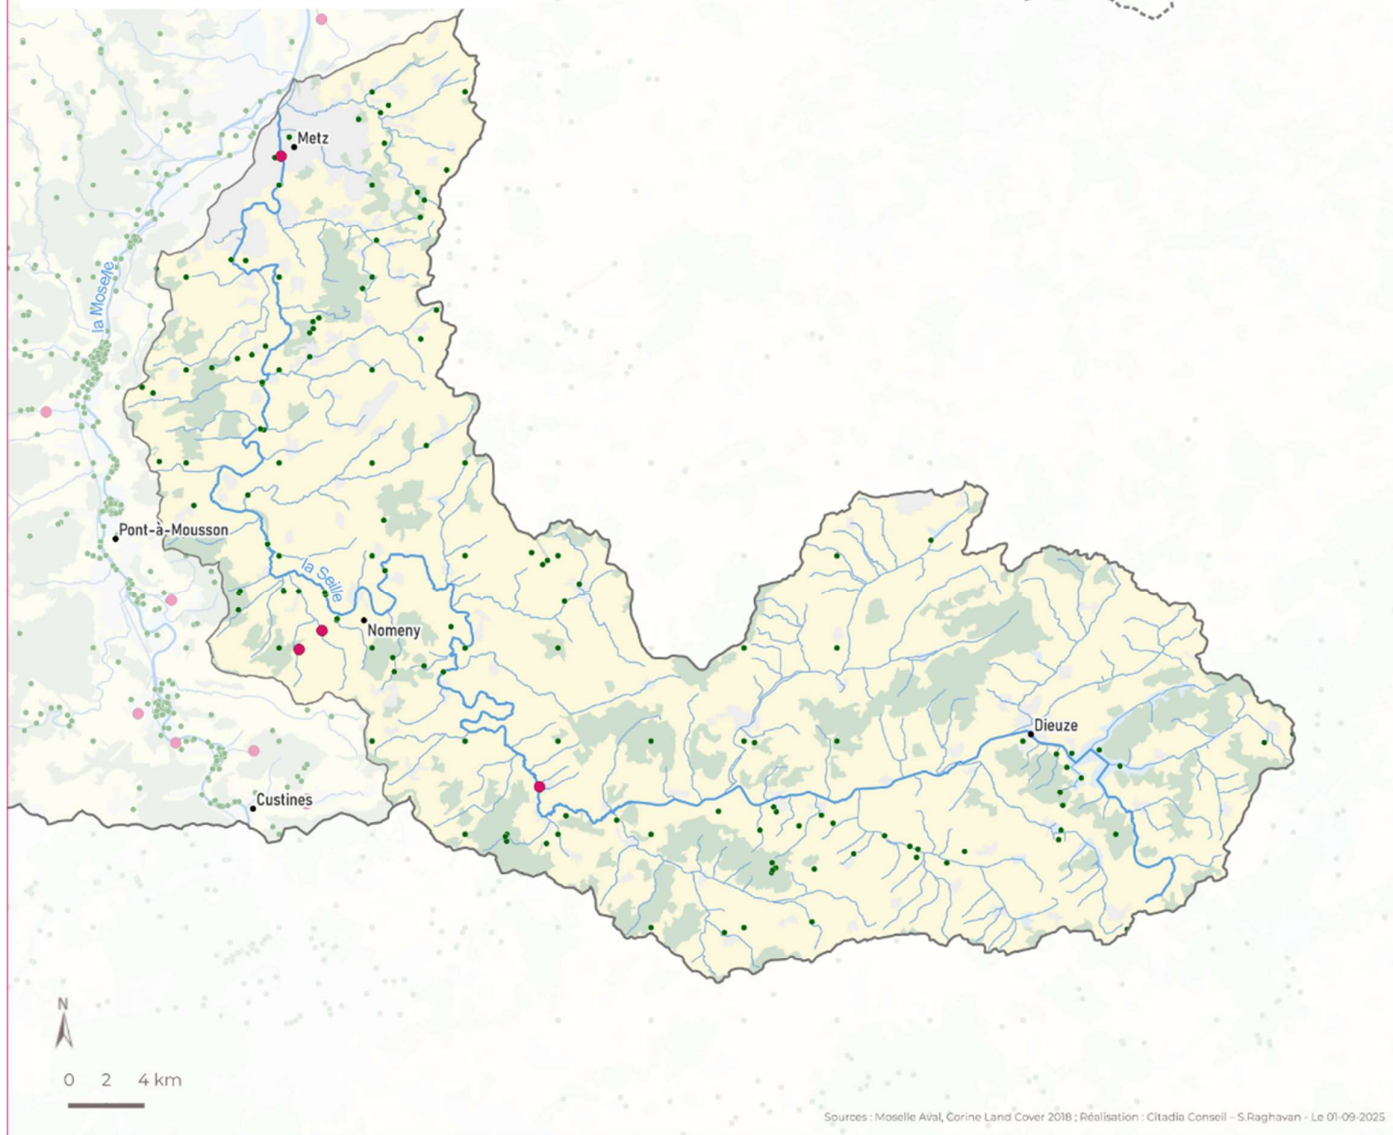 Metz
la Moselle
Pont-à-Mousson
la Seille
Nomeny
Dieuze
Custines
N
0 2 4 km
Sources : Moselle Aval, Corine Land Cover 2018 ; Réalisation : Citadia Conseil - S.Raghavan - Le 01-09-2025